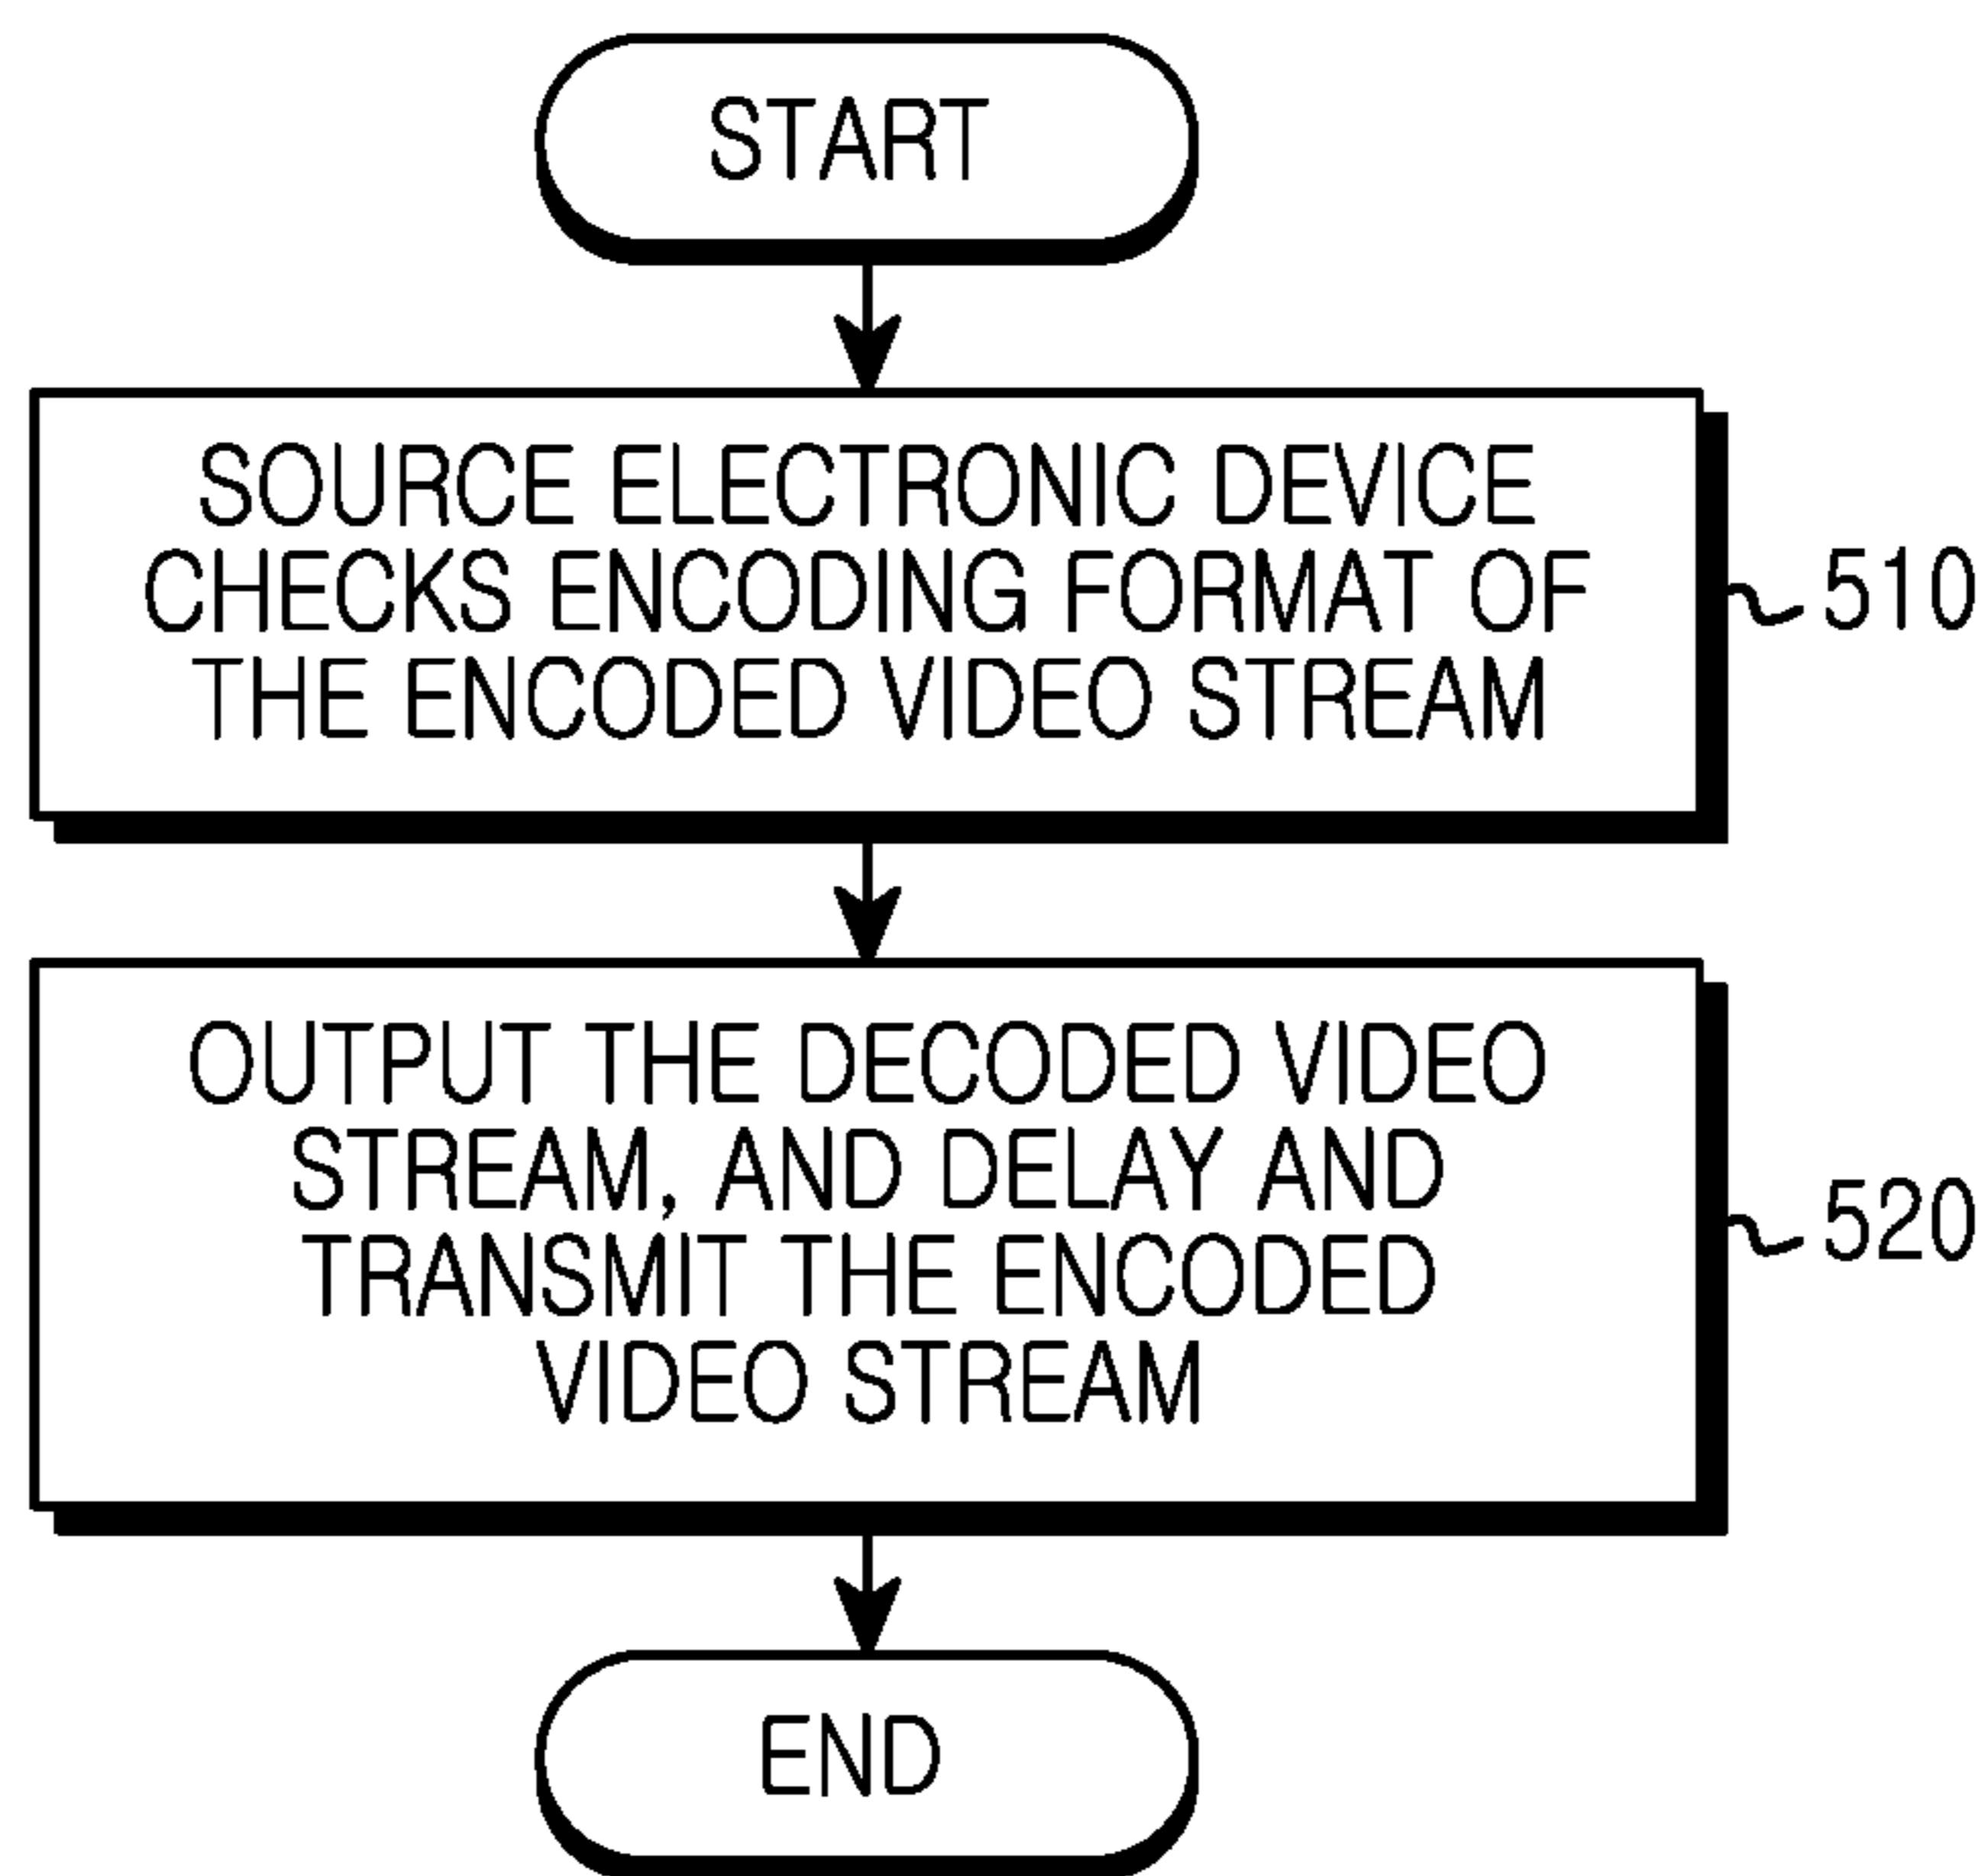 START
SOURCE ELECTRONIC DEVICE
CHECKS ENCODING FORMAT OF
THE ENCODED VIDEO STREAM
510
OUTPUT THE DECODED VIDEO
STREAM, AND DELAY AND
TRANSMIT THE ENCODED
VIDEO STREAM
520
END